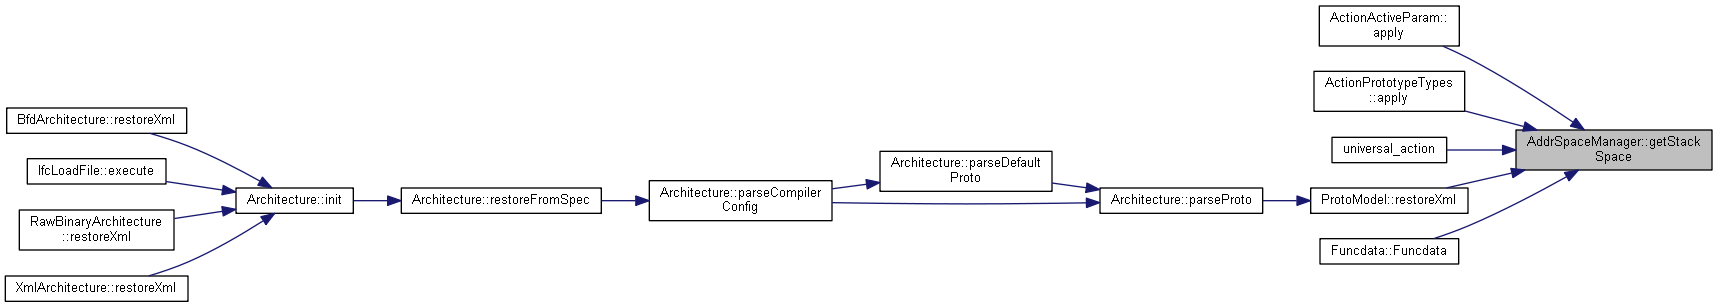 BfdArchitecture::restoreXml
IfcLoadFile::execute
RawBinaryArchitecture
::restoreXml
XmlArchitecture::restoreXml
Architecture::init
Architecture::restoreFromSpec
Architecture::parseCompiler
Config
Architecture::parseDefault
Proto
Architecture::parseProto
ActionActiveParam::
apply
ActionPrototypeTypes
::apply
universal_action
ProtoModel::restoreXml
Funcdata::Funcdata
AddrSpaceManager::getStack
Space